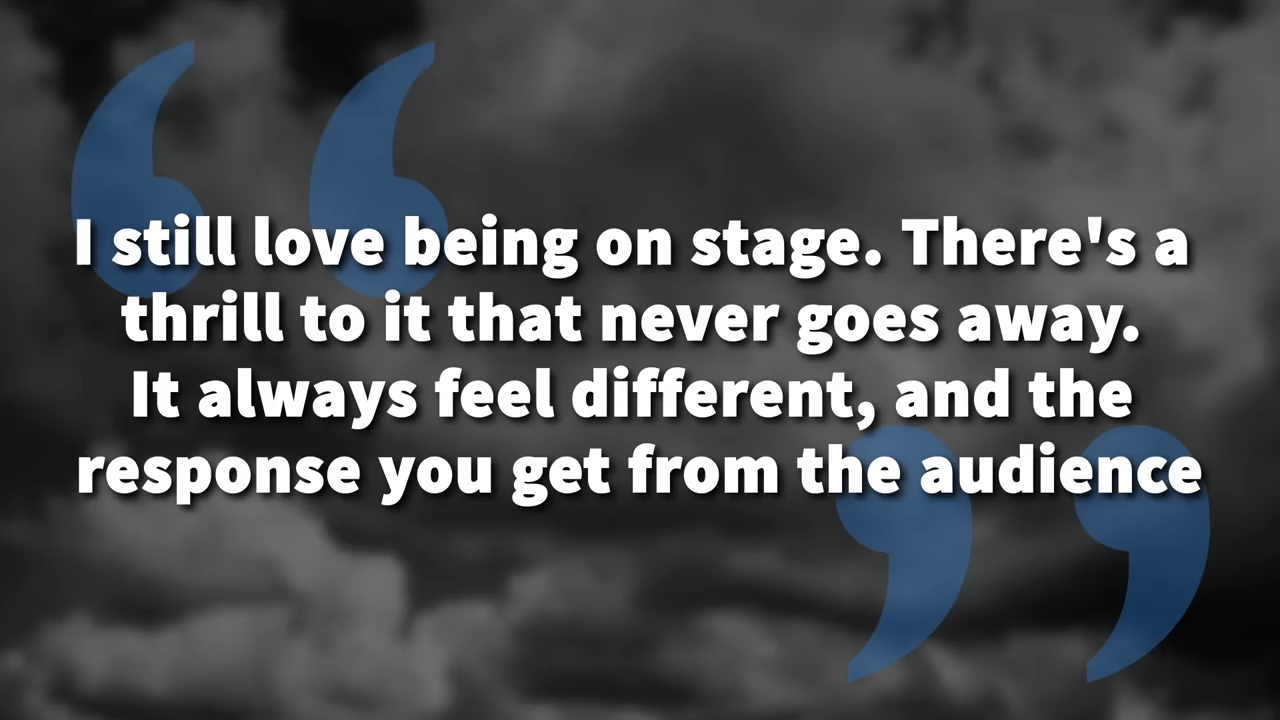 I still love being on stage. There's a
thrill to it that never goes away.
It always feel different, and the
response you get from the audience